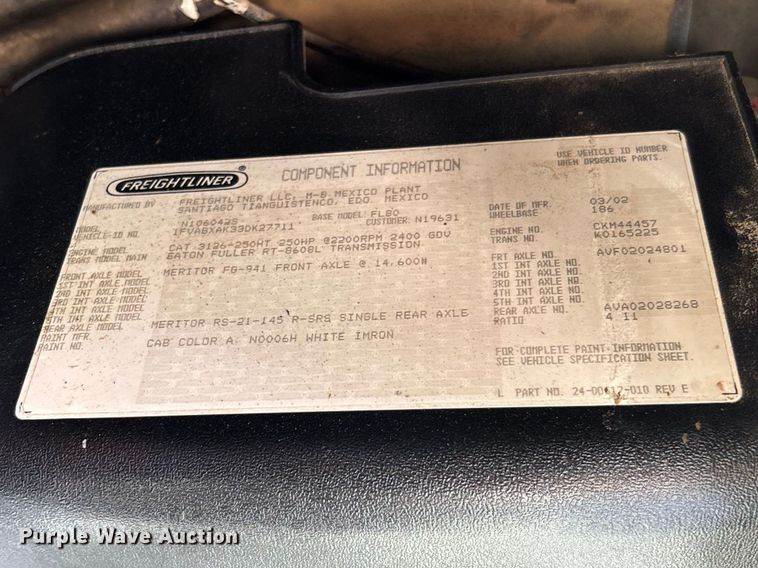 FREIGHTLINER
COMPONENT INFORMATION
USE VEHICLE ID NUMBER
WHEN ORDERING PARTS.
MANUFACTURED BY FREIGHTLINER LLC, M-B MEXICO PLANT
SANTIAGO TIANGUISTENCO, EDO. MEXICO
DATE OF MFR 03/02
WHEELBASE 186
MODEL N106042S BASE MODEL: FL80
VEHICLE-ID 1FVABXAK33DK27711 CUSTOMER: N19631
ENGINE NO. CKM44457
TRANS NO. K0165225
ENGINE MODEL CAT 3126-250HT 250HP @2200RPM 2400 GOV
TRANS MODEL MAIN EATON FULLER RT-8608L TRANSMISSION
FRT AXLE NO. AVF02024801
1ST INT AXLE NO.
2ND INT AXLE NO.
3RD INT AXLE NO.
4TH INT AXLE NO.
5TH INT AXLE NO.
REAR AXLE NO. AVA02028268
RATIO 4 11
FRONT AXLE MODEL MERITOR FG-941 FRONT AXLE @ 14,600#
1ST INT AXLE MODEL
2ND INT AXLE MODEL
3RD INT AXLE MODEL
4TH INT AXLE MODEL
5TH INT AXLE MODEL
REAR AXLE MODEL MERITOR RS-21-145 R-SRS SINGLE REAR AXLE
PAINT MFR.
PAINT NO. CAB COLOR A: N0006H WHITE IMRON
FOR COMPLETE PAINT INFORMATION
SEE VEHICLE SPECIFICATION SHEET.
PART NO. 24-00 -010 REV E
Purple Wave Auction